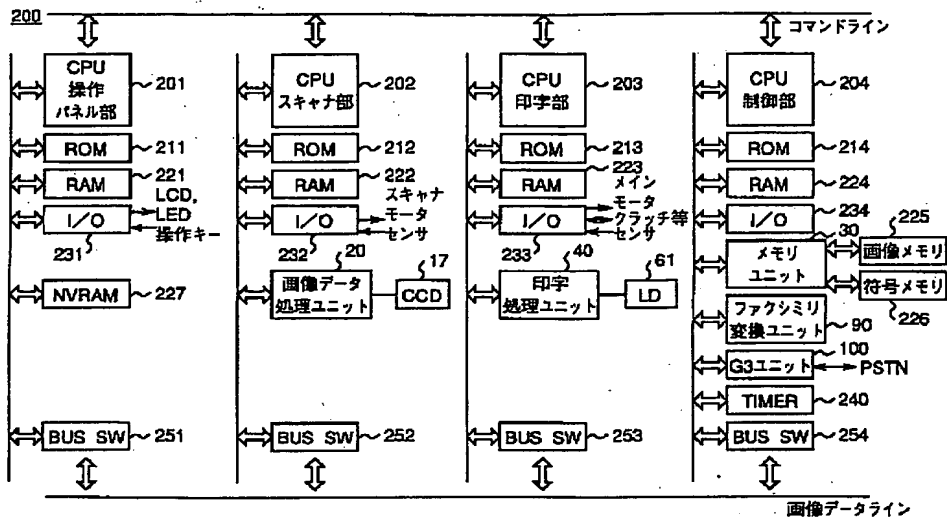 200
コマンドライン
CPU
操作
パネル部
201
CPU
スキャナ部
202
CPU
印字部
203
CPU
制御部
204
ROM
211
ROM
212
ROM
213
ROM
214
RAM
221
RAM
222
RAM
223
RAM
224
I/O
231
LCD,
LED
操作キー
I/O
232
スキャナ
モータ
センサ
I/O
233
メイン
モータ
クラッチ等
センサ
I/O
234
NVRAM
227
画像データ
処理ユニット
20
CCD
17
印字
処理ユニット
40
LD
61
メモリ
ユニット
30
画像メモリ
225
符号メモリ
226
ファクシミリ
変換ユニット
90
G3ユニット
100
PSTN
TIMER
240
BUS SW
251
BUS SW
252
BUS SW
253
BUS SW
254
画像データライン